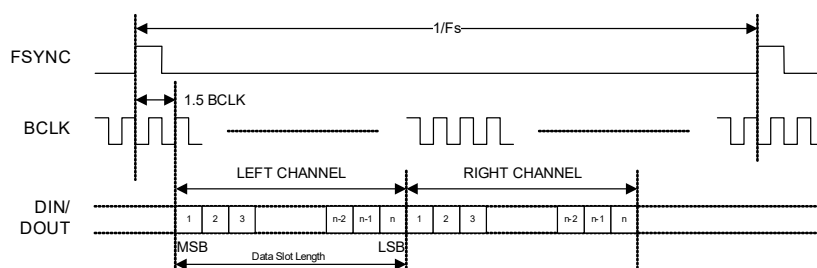 1/Fs
FSYNC
1.5 BCLK
BCLK
LEFT CHANNEL
RIGHT CHANNEL
DIN/
DOUT
1 2 3 n-2 n-1 n 1 2 3 n-2 n-1 n
MSB
LSB
Data Slot Length